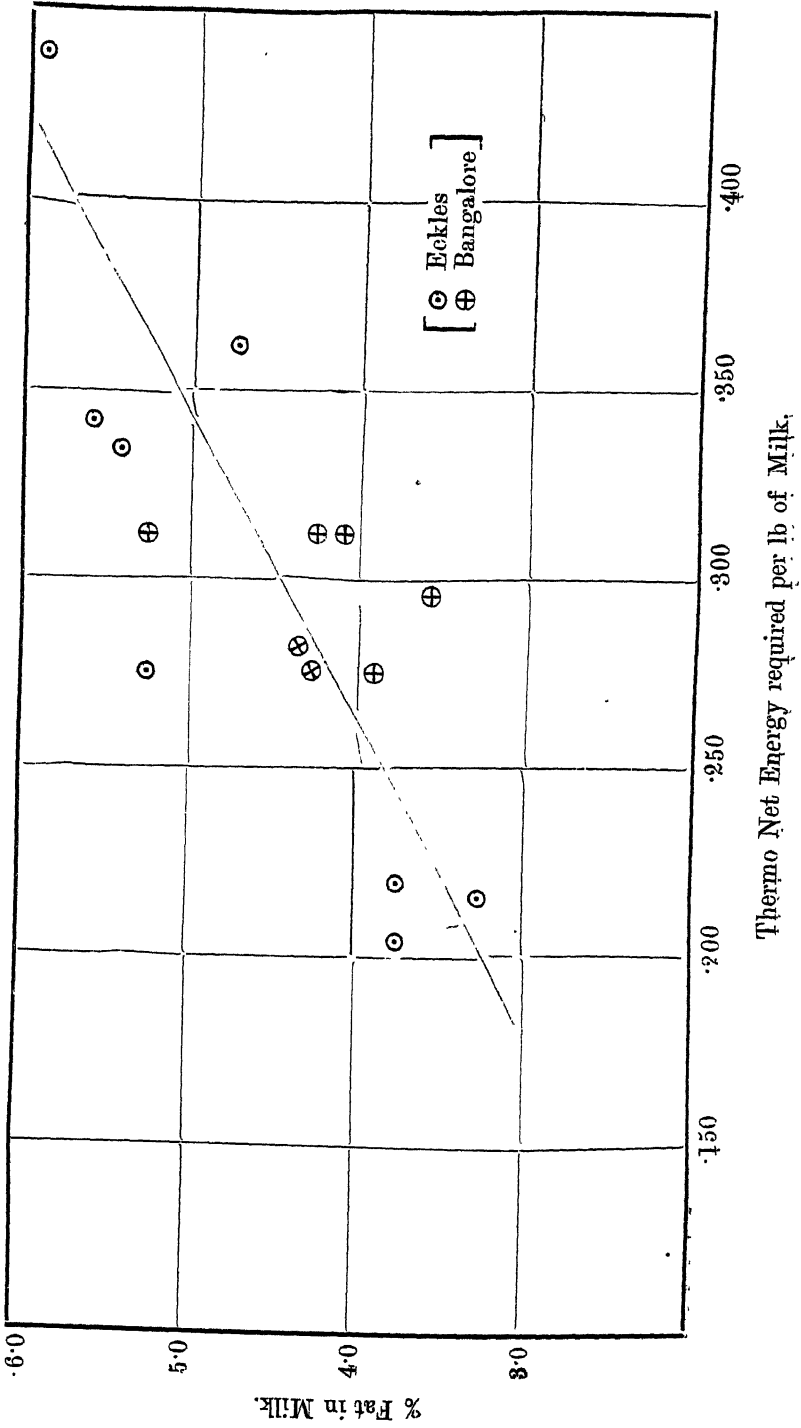 % Fat in Milk.
6·0
5·0
4·0
3·0
Eckles
Bangalore
·150
·200
·250
·300
·350
·400
Thermo Net Energy required per lb of Milk.